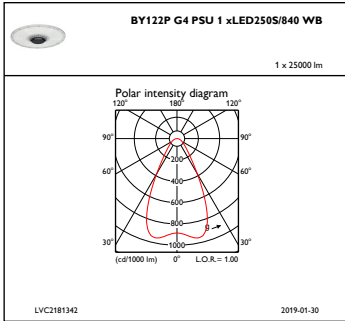 BY122P G4 PSU 1 xLED250S/840 WB
1 x 25000 lm
Polar intensity diagram
120° 180° 120°
90° 90°
200
60° 60°
400
600
800
g
30° 1000 30°
(cd/1000 lm) 0° L.O.R.= 1.00
LVC2181342 2019-01-30